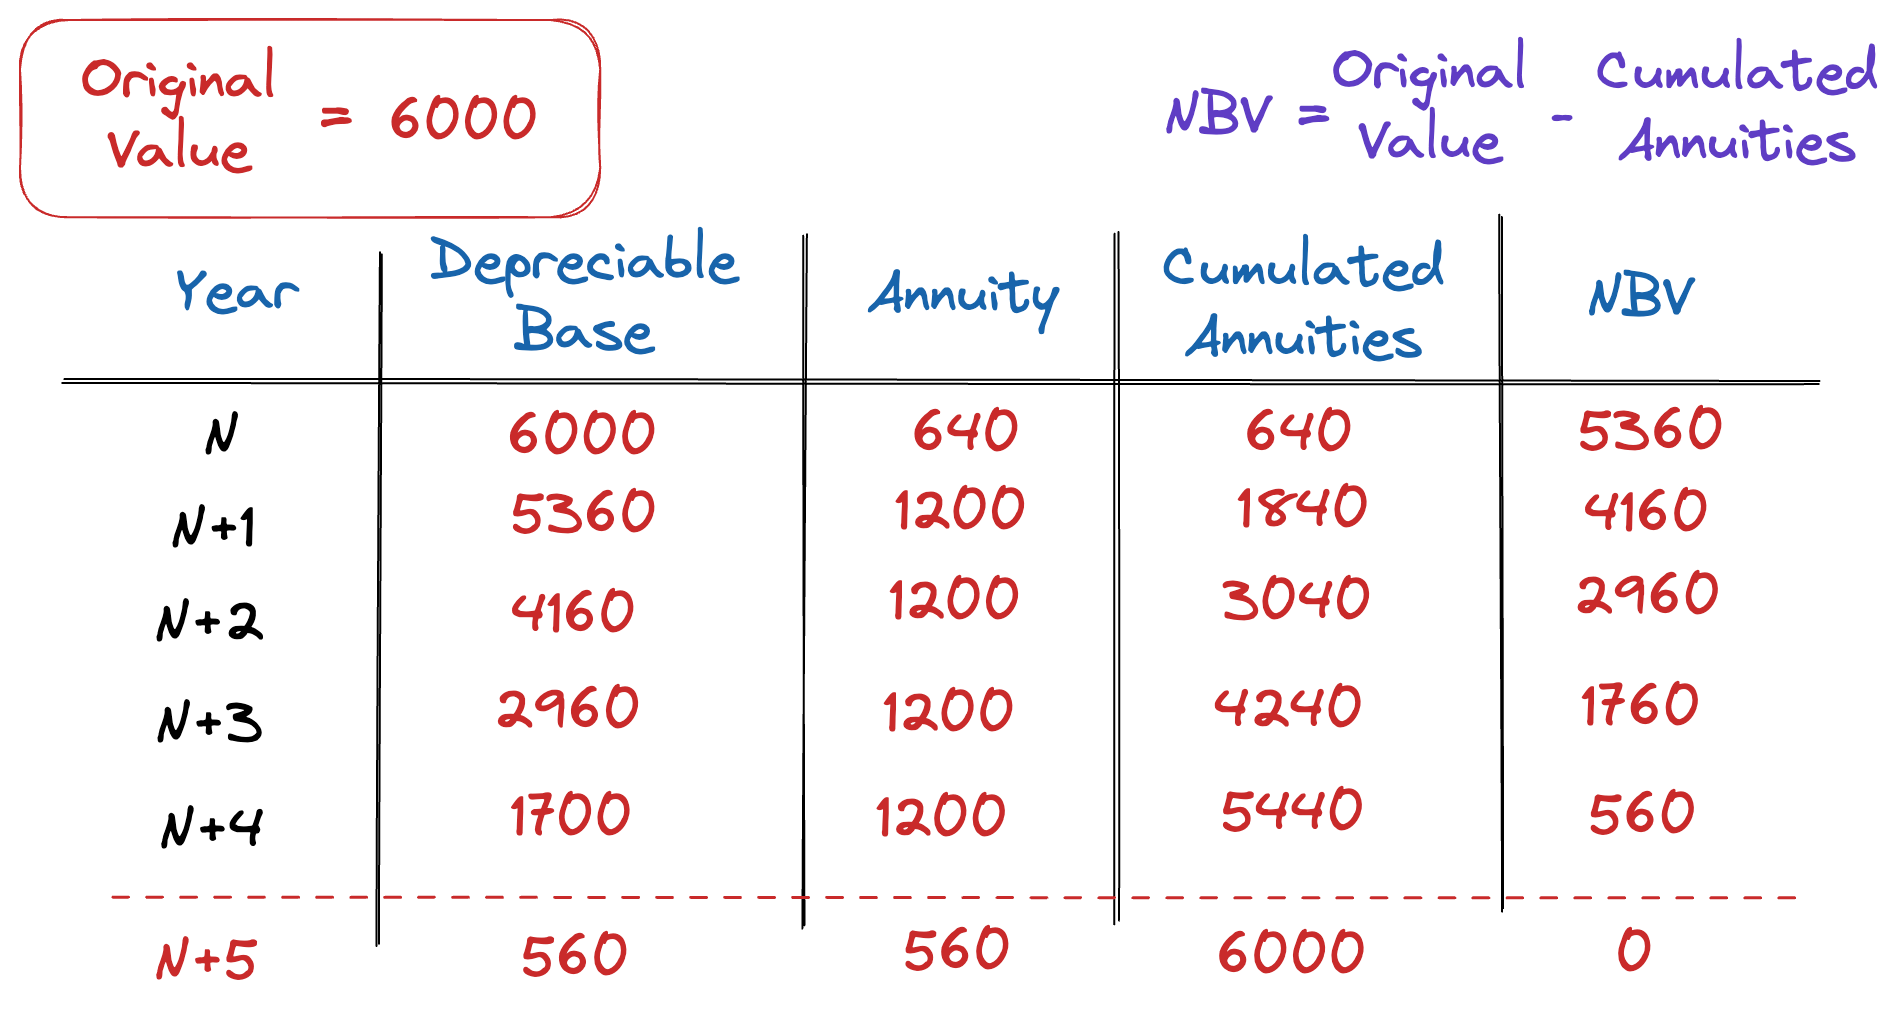 Original Value = 6000
NBV = Original Value - Cumulated Annuities
Year Depreciable Base Annuity Cumulated Annuities NBV
N 6000 640 640 5360
N+1 5360 1200 1840 4160
N+2 4160 1200 3040 2960
N+3 2960 1200 4240 1760
N+4 1700 1200 5440 560
N+5 560 560 6000 0